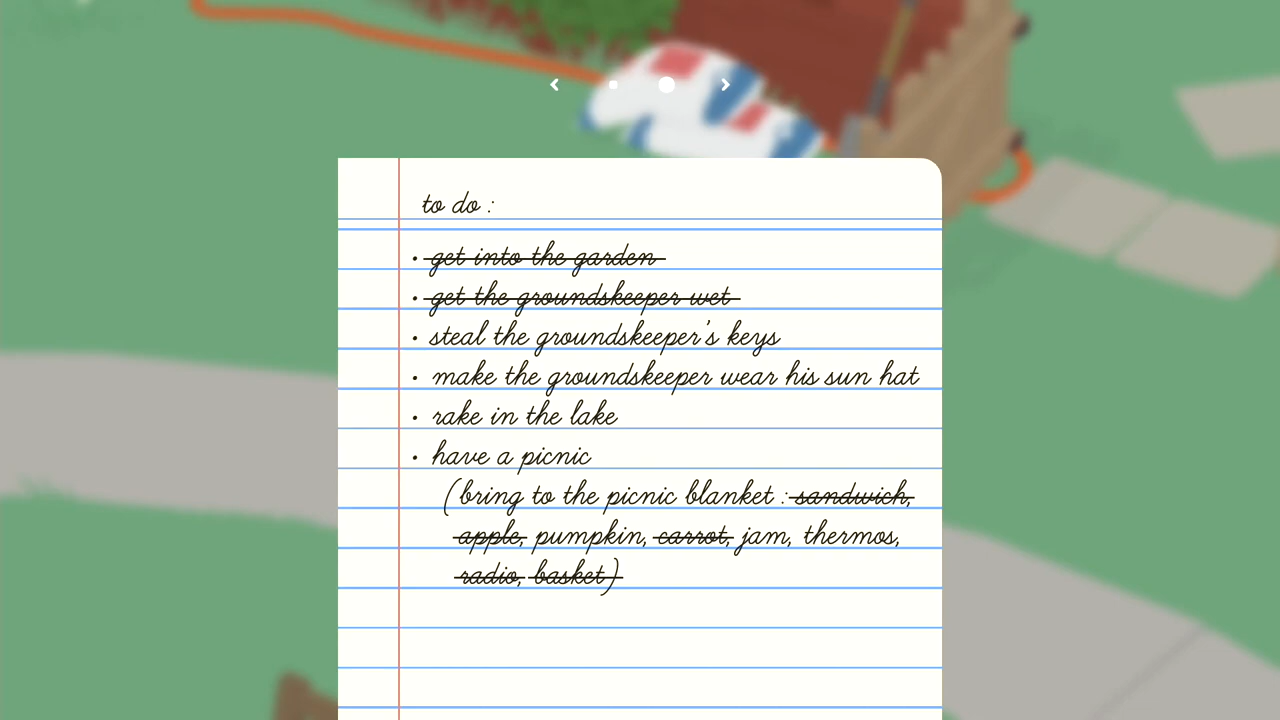 to do :
• get into the garden
• get the groundskeeper wet
• steal the groundskeeper's keys
• make the groundskeeper wear his sun hat
• rake in the lake
• have a picnic
(bring to the picnic blanket : sandwich,
apple, pumpkin, carrot, jam, thermos,
radio, basket)